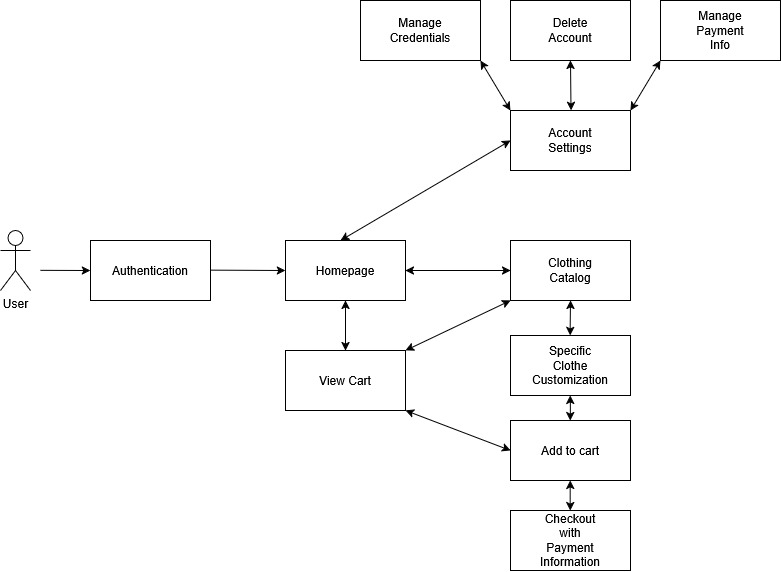 Manage
Credentials
Delete
Account
Manage
Payment
Info
Account
Settings
User
Authentication
Homepage
Clothing
Catalog
View Cart
Specific
Clothe
Customization
Add to cart
Checkout
with
Payment
Information